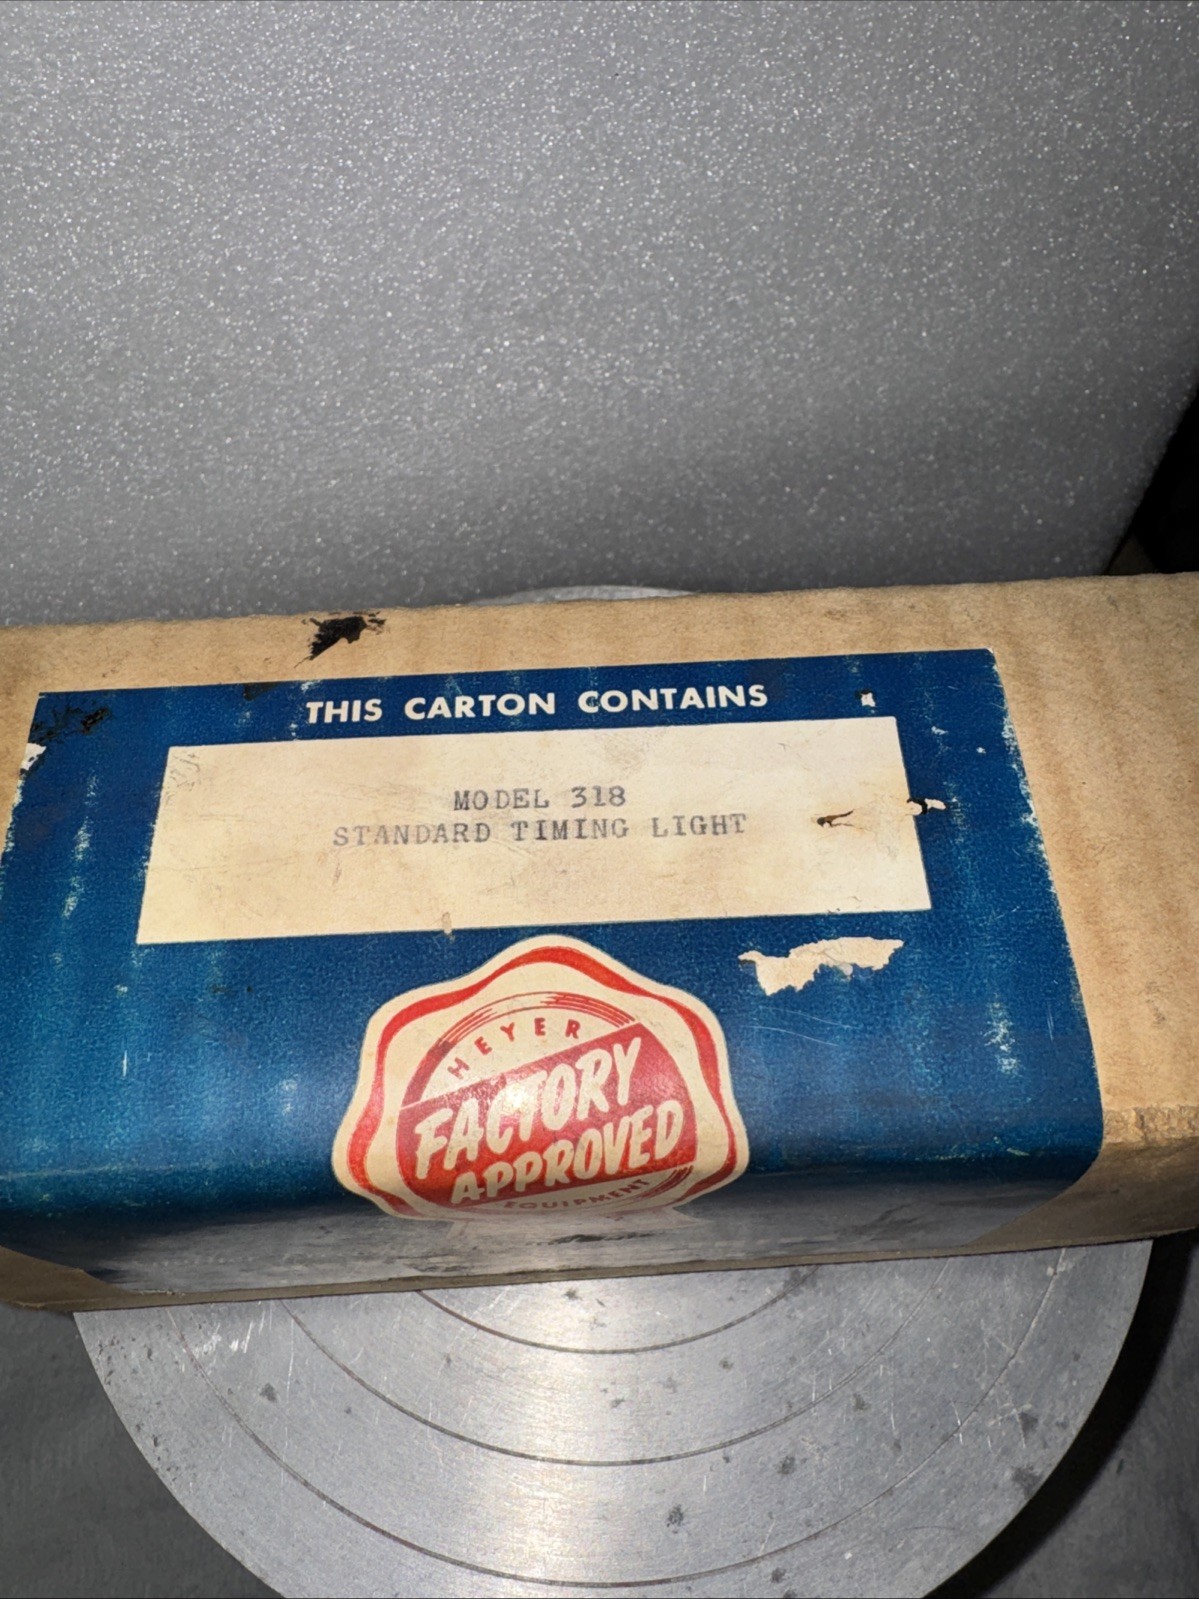 THIS CARTON CONTAINS
MODEL 318
STANDARD TIMING LIGHT
HEYER
FACTORY
APPROVED
EQUIPMENT